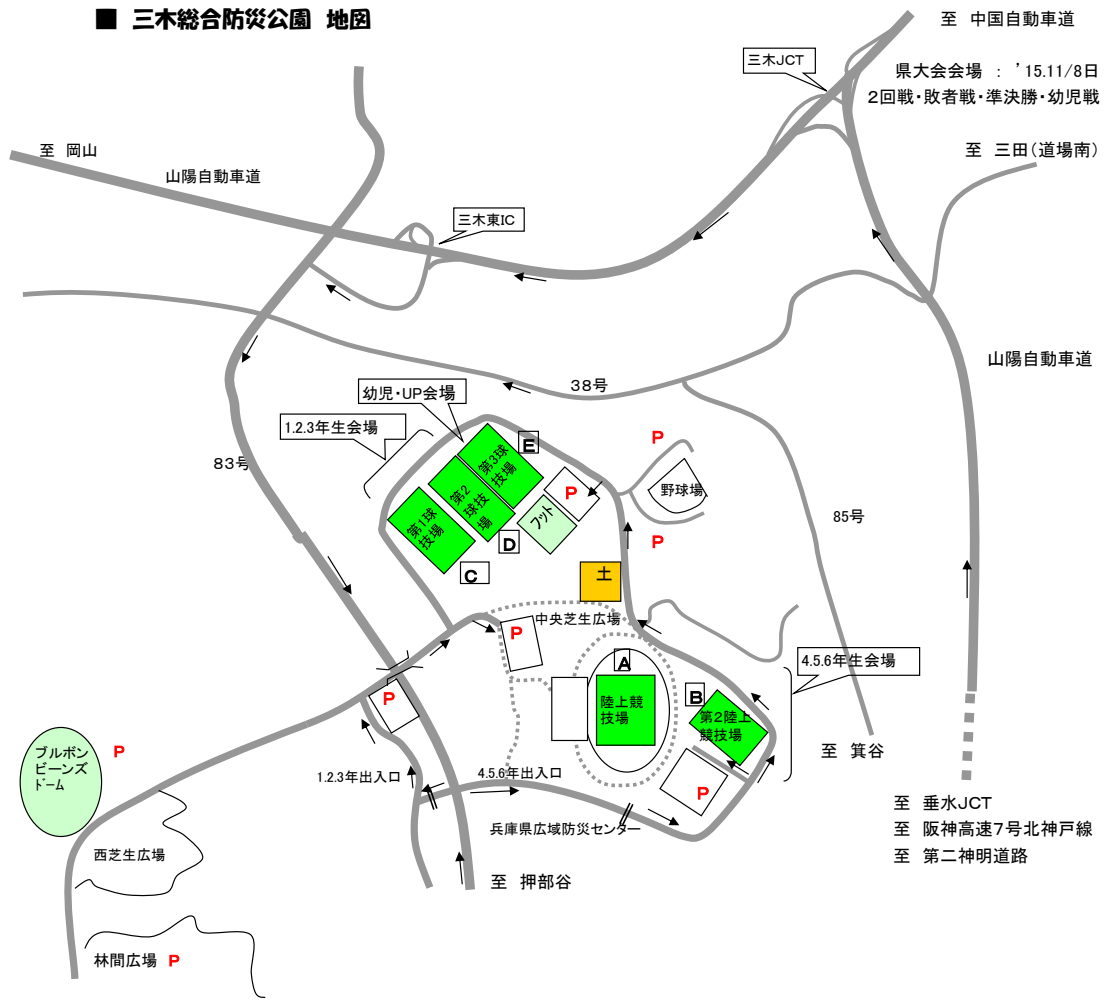 ■ 三木総合防災公園 地図
至 中国自動車道
三木JCT
県大会会場 : '15.11/8日
2回戦・敗者戦・準決勝・幼児戦
至 岡山
至 三田(道場南)
山陽自動車道
三木東IC
山陽自動車道
38号
幼児・UP会場
1.2.3年生会場
E
P
83号
第3球
技場
第2
球技
場
P
野球場
85号
第1球
技場
フット
D
P
C
土
中央芝生広場
P
A
4.5.6年生会場
P
B
陸上競
技場
第2陸上
競技場
ブルボン
ビーンズ
ドーム
P
至 箕谷
1.2.3年出入口
4.5.6年出入口
P
至 垂水JCT
兵庫県広域防災センター
至 阪神高速7号北神戸線
西芝生広場
至 第二神明道路
至 押部谷
林間広場 P